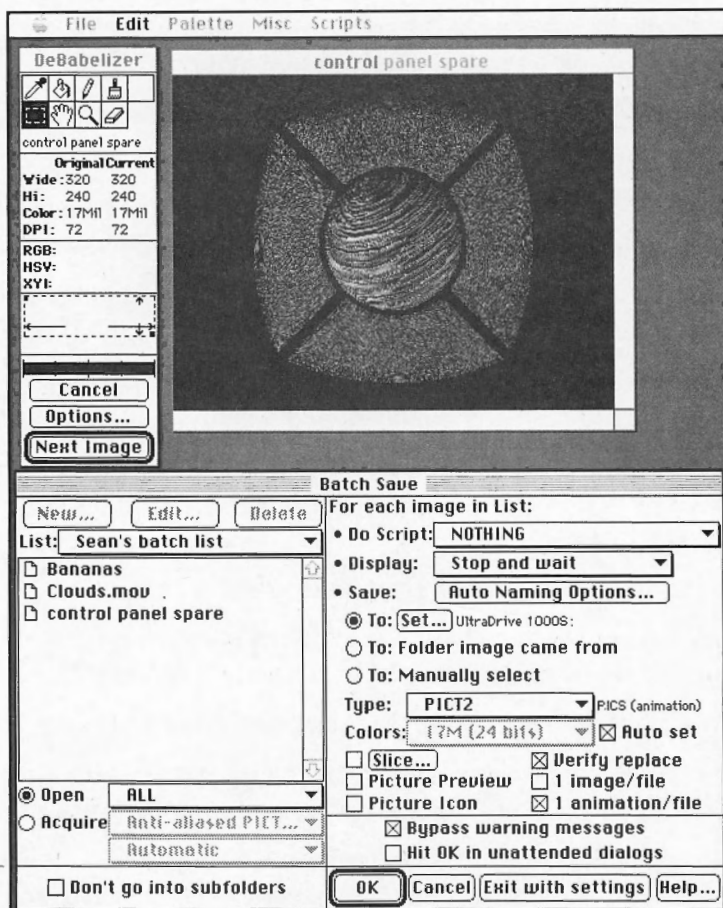 File Edit Palette Misc Scripts
DeBabelizer
control panel spare
Original Current
Wide: 320 320
Hi: 240 240
Color: 17Mil 17Mil
DPI: 72 72
RGB:
HSV:
XYI:
Cancel
Options...
Next Image
control panel spare
Batch Save
New... Edit... Delete
List: Sean's batch list
Bananas
Clouds.mov
control panel spare
Open ALL
Acquire Anti-aliased PICT...
Automatic
Don't go into subfolders
For each image in List:
• Do Script: NOTHING
• Display: Stop and wait
• Save: Auto Naming Options...
To: Set... UltraDrive 1000S:
To: Folder image came from
To: Manually select
Type: PICT2 PICS (animation)
Colors: 17M (24 bits) Auto set
Slice... Verify replace
Picture Preview 1 image/file
Picture Icon 1 animation/file
Bypass warning messages
Hit OK in unattended dialogs
OK Cancel Exit with settings Help...